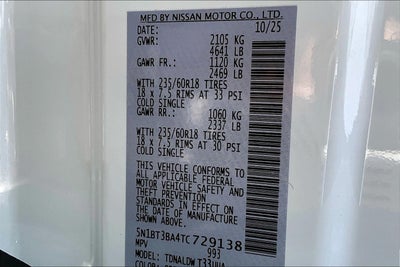 MFD BY NISSAN MOTOR CO., LTD.
DATE: 10/25
GVWR: 2105 KG
4641 LB
GAWR FR.: 1120 KG
2469 LB
WITH 235/60R18 TIRES
18 x 7.5 RIMS AT 33 PSI
COLD SINGLE
GAWR RR.: 1060 KG
2337 LB
WITH 235/60R18 TIRES
18 x 7.5 RIMS AT 30 PSI
COLD SINGLE
THIS VEHICLE CONFORMS TO
ALL APPLICABLE FEDERAL
MOTOR VEHICLE SAFETY AND
THEFT PREVENTION
STANDARDS IN EFFECT ON
THE DATE OF MANUFACTURE
SHOWN ABOVE.
5N1BT3BA4TC729138
MPV 993
MODEL:
COLOR